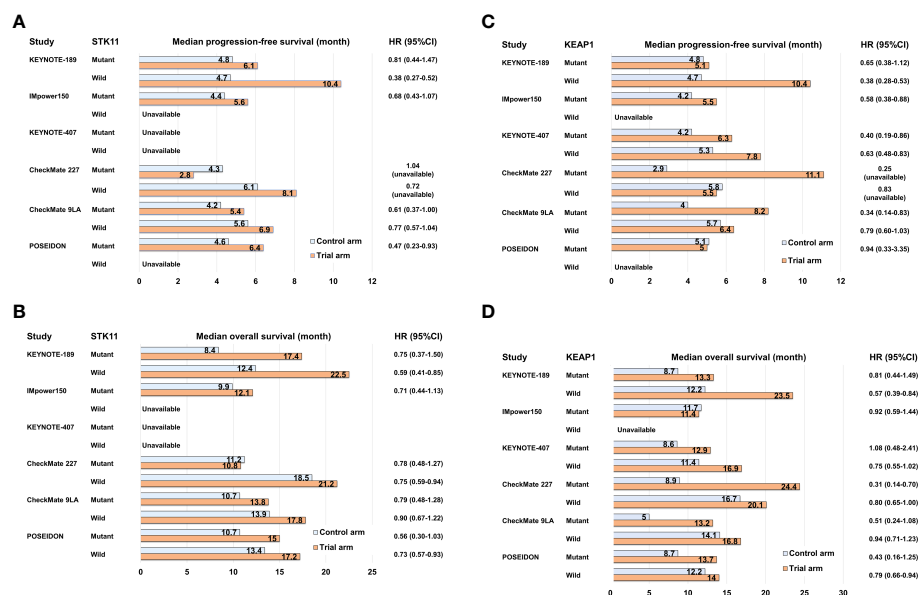 A
Study STK11 Median progression-free survival (month) HR (95%CI)
KEYNOTE-189 Mutant 4.8 6.1 0.81 (0.44-1.47)
Wild 4.7 10.4 0.38 (0.27-0.52)
IMpower150 Mutant 4.4 5.6 0.68 (0.43-1.07)
Wild Unavailable
KEYNOTE-407 Mutant Unavailable
Wild Unavailable
CheckMate 227 Mutant 4.3 2.8 1.04 (unavailable)
Wild 6.1 8.1 0.72 (unavailable)
CheckMate 9LA Mutant 4.2 5.4 0.61 (0.37-1.00)
Wild 5.6 6.9 0.77 (0.57-1.04)
POSEIDON Mutant 4.6 6.4 0.47 (0.23-0.93)
Wild Unavailable
Control arm
Trial arm
0 2 4 6 8 10 12
B
Study STK11 Median overall survival (month) HR (95%CI)
KEYNOTE-189 Mutant 8.4 17.4 0.75 (0.37-1.50)
Wild 12.4 22.5 0.59 (0.41-0.85)
IMpower150 Mutant 9.9 12.1 0.71 (0.44-1.13)
Wild Unavailable
KEYNOTE-407 Mutant Unavailable
Wild Unavailable
CheckMate 227 Mutant 11.2 10.8 0.78 (0.48-1.27)
Wild 18.5 21.2 0.75 (0.59-0.94)
CheckMate 9LA Mutant 10.7 13.8 0.79 (0.48-1.28)
Wild 13.9 17.8 0.90 (0.67-1.22)
POSEIDON Mutant 10.7 15 0.56 (0.30-1.03)
Wild 13.4 17.2 0.73 (0.57-0.93)
Control arm
Trial arm
0 5 10 15 20 25
C
Study KEAP1 Median progression-free survival (month) HR (95%CI)
KEYNOTE-189 Mutant 4.8 5.1 0.65 (0.38-1.12)
Wild 4.7 10.4 0.38 (0.28-0.53)
IMpower150 Mutant 4.2 5.5 0.58 (0.38-0.88)
Wild Unavailable
KEYNOTE-407 Mutant 4.2 6.3 0.40 (0.19-0.86)
Wild 5.3 7.8 0.63 (0.48-0.83)
CheckMate 227 Mutant 2.9 11.1 0.25 (unavailable)
Wild 5.8 5.5 0.83 (unavailable)
CheckMate 9LA Mutant 4 8.2 0.34 (0.14-0.83)
Wild 5.7 6.4 0.79 (0.60-1.03)
POSEIDON Mutant 5.1 5 0.94 (0.33-3.35)
Wild Unavailable
Control arm
Trial arm
0 2 4 6 8 10 12
D
Study KEAP1 Median overall survival (month) HR (95%CI)
KEYNOTE-189 Mutant 8.7 13.3 0.81 (0.44-1.49)
Wild 12.2 23.5 0.57 (0.39-0.84)
IMpower150 Mutant 11.7 11.4 0.92 (0.59-1.44)
Wild Unavailable
KEYNOTE-407 Mutant 8.6 12.9 1.08 (0.48-2.41)
Wild 11.4 16.9 0.75 (0.55-1.02)
CheckMate 227 Mutant 8.9 24.4 0.31 (0.14-0.70)
Wild 16.7 20.1 0.80 (0.65-1.00)
CheckMate 9LA Mutant 5 13.2 0.51 (0.24-1.08)
Wild 14.1 16.8 0.94 (0.71-1.23)
POSEIDON Mutant 8.7 13.7 0.43 (0.16-1.25)
Wild 12.2 14 0.79 (0.66-0.94)
Control arm
Trial arm
0 5 10 15 20 25 30